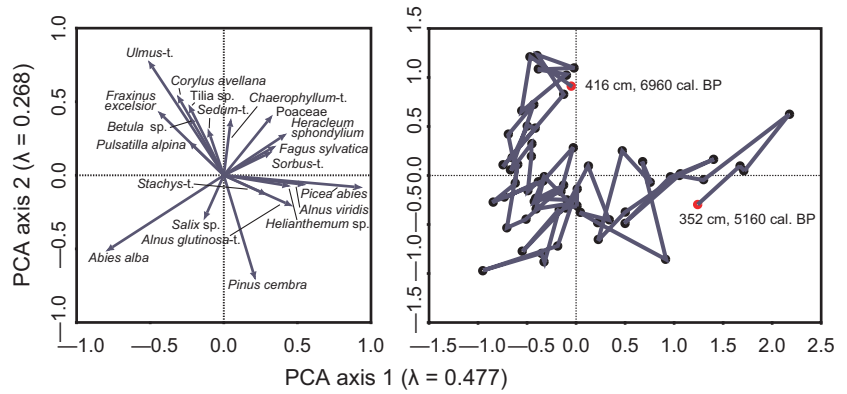 1.0
0.5
0.0
—0.5
—1.0
PCA axis 2 (λ = 0.268)
Ulmus-t.
Corylus avellana
Tilia sp.
Sedum-t.
Fraxinus
excelsior
Betula sp.
Pulsatilla alpina
Chaerophyllum-t.
Poaceae
Heracleum
sphondylium
Fagus sylvatica
Sorbus-t.
Stachys-t.
Picea abies
Alnus viridis
Helianthemum sp.
Salix sp.
Alnus glutinosa-t.
Abies alba
Pinus cembra
—1.0 —0.5 0.0 0.5 1.0
1.5
1.0
0.5
0.0
—0.5
—1.0
—1.5
416 cm, 6960 cal. BP
352 cm, 5160 cal. BP
—1.5 —1.0 —0.5 0.0 0.5 1.0 1.5 2.0 2.5
PCA axis 1 (λ = 0.477)